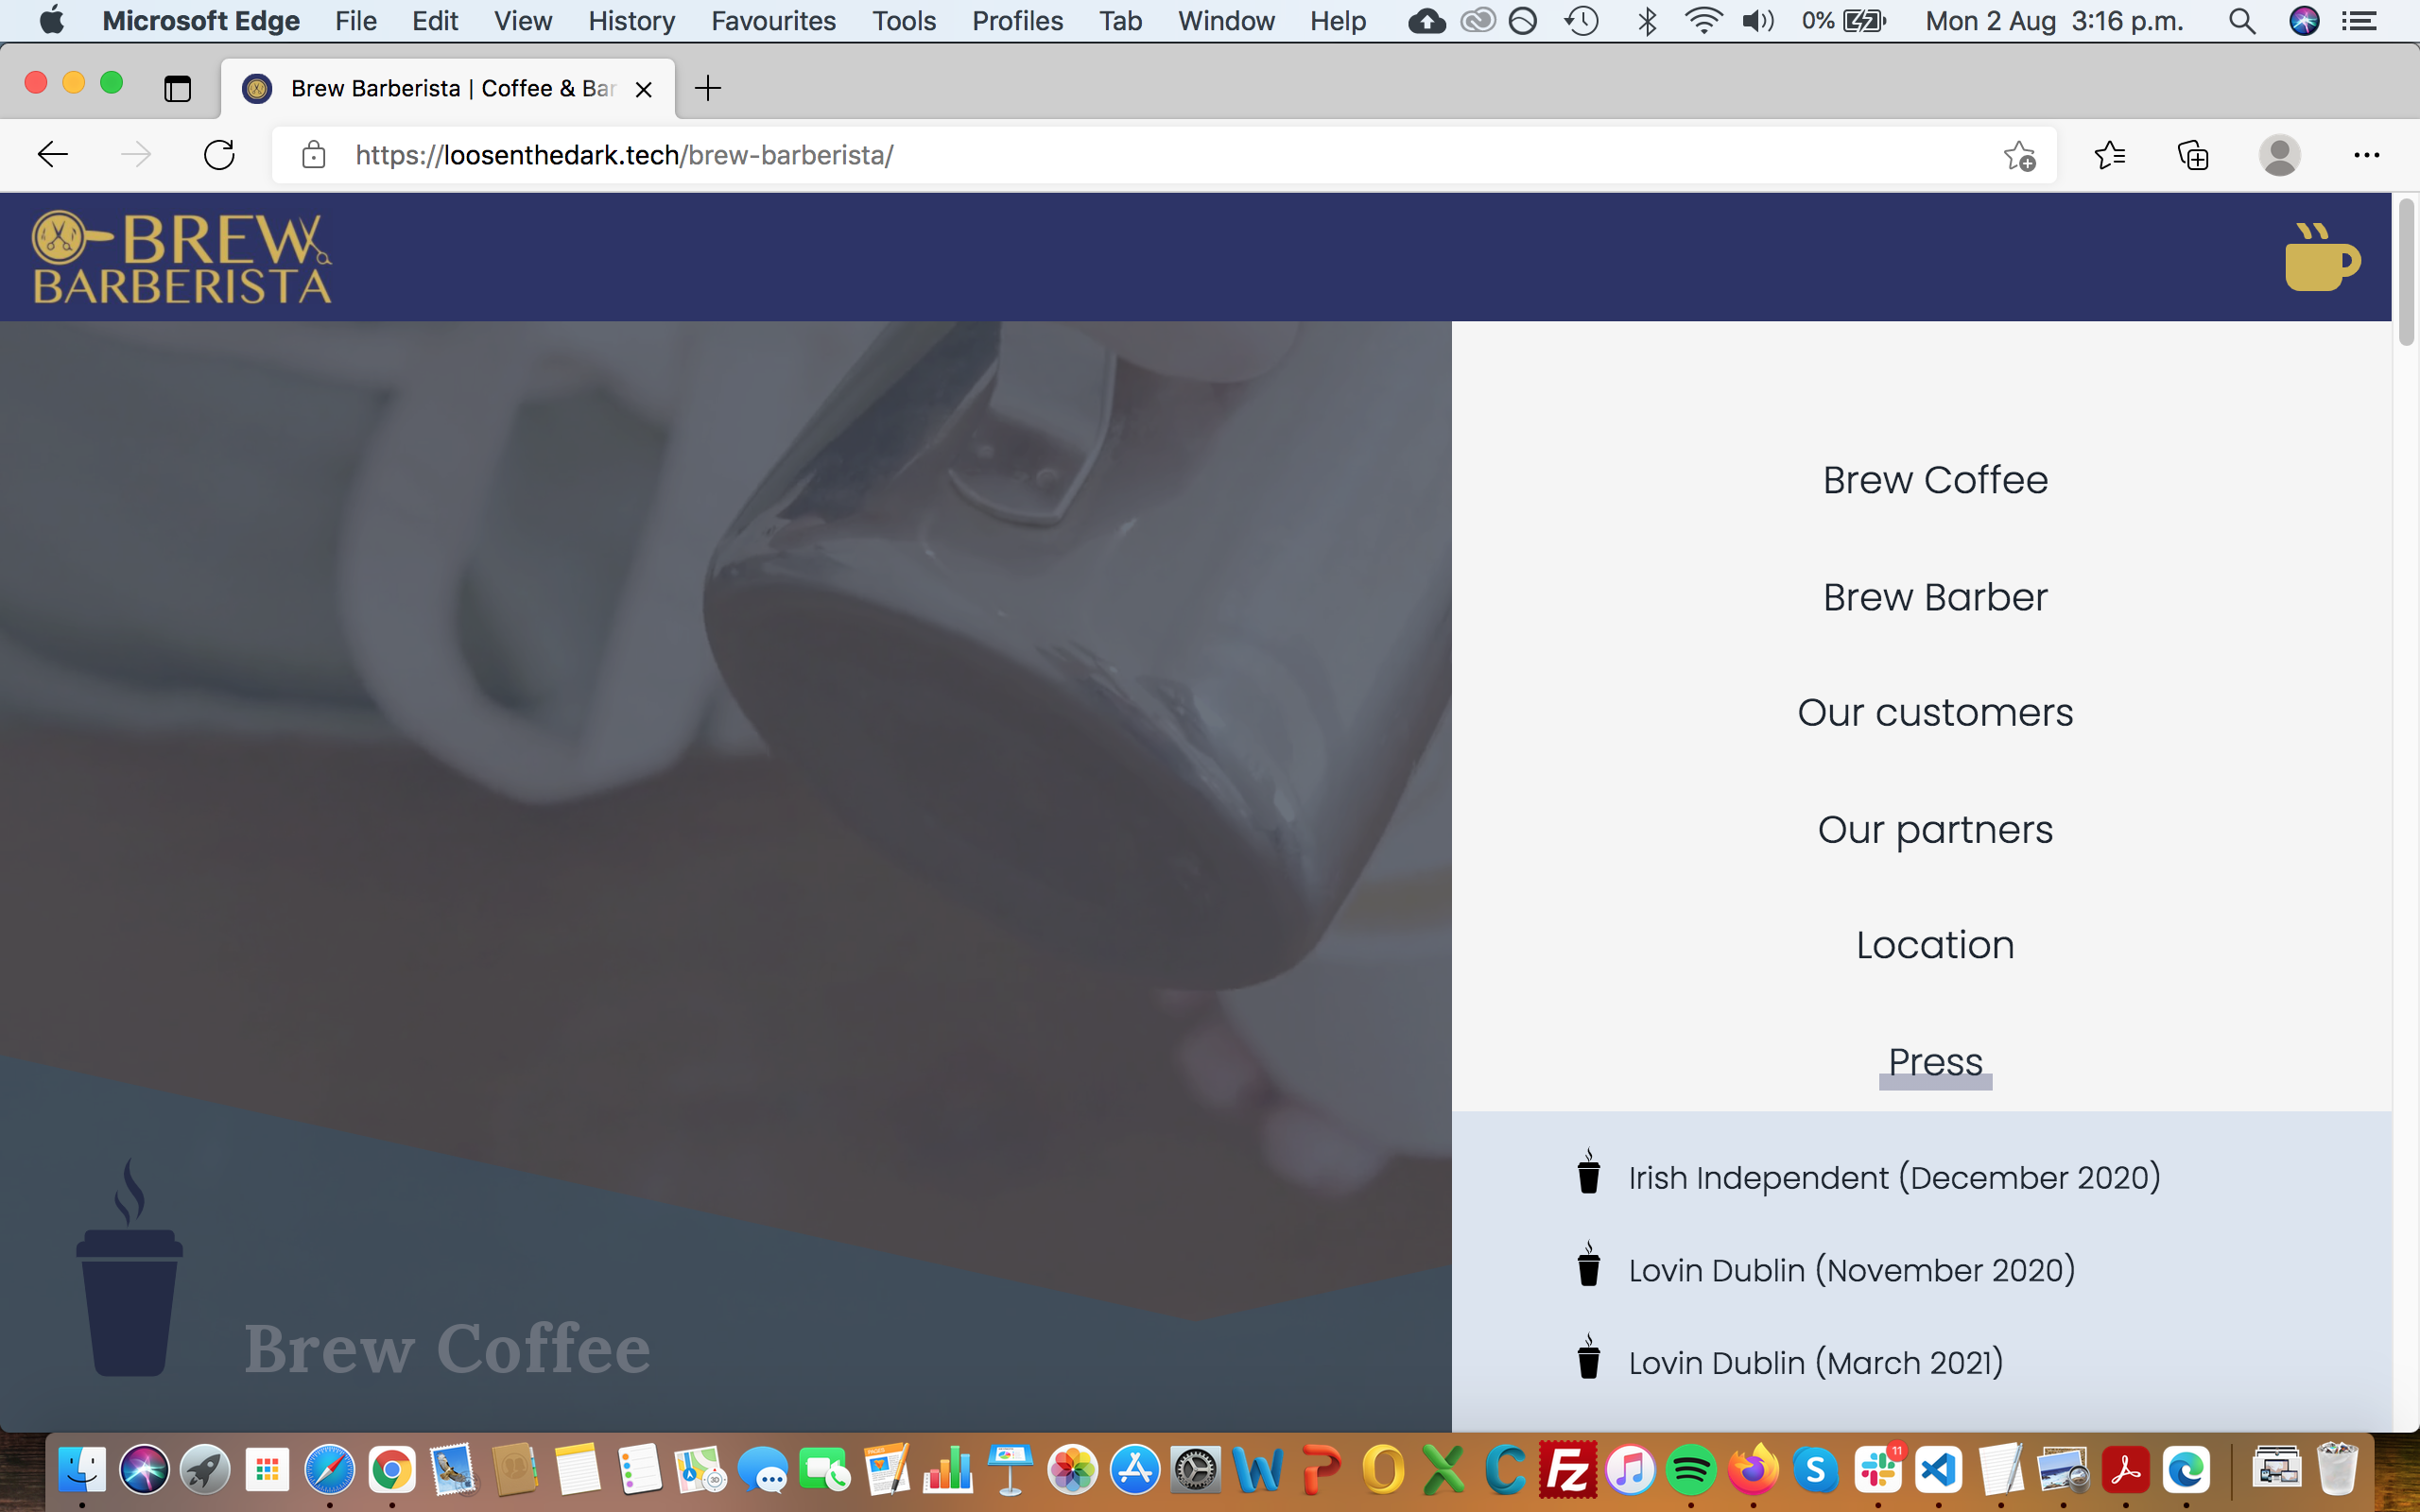 Microsoft Edge File Edit View History Favourites Tools Profiles Tab Window Help 0% Mon 2 Aug 3:16 p.m.
Brew Barberista | Coffee & Bar
https://loosenthedark.tech/brew-barberista/
BREW
BARBERISTA
Brew Coffee
Brew Barber
Our customers
Our partners
Location
Press
Irish Independent (December 2020)
Lovin Dublin (November 2020)
Lovin Dublin (March 2021)
Brew Coffee
11